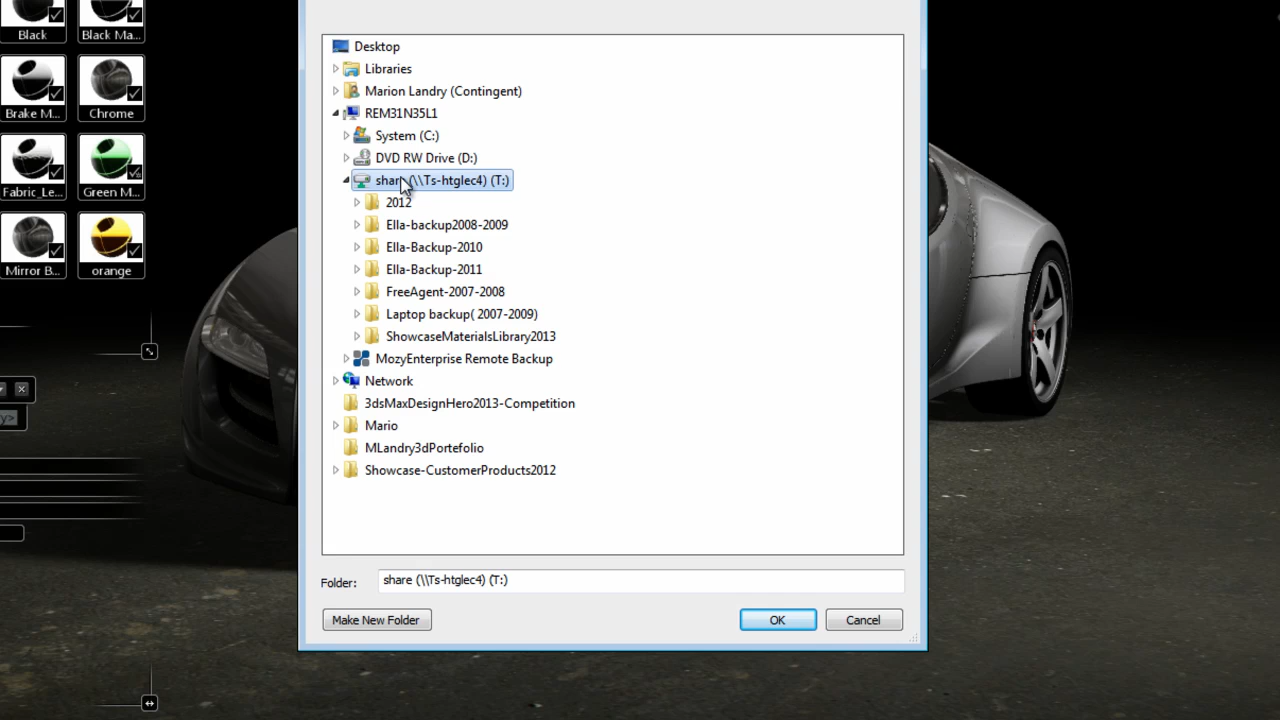 Black
Black Ma...
Brake M...
Chrome
Fabric_Le...
Green M...
Mirror B...
orange
Desktop
Libraries
Marion Landry (Contingent)
REM31N35L1
System (C:)
DVD RW Drive (D:)
share (\\Ts-htglec4) (T:)
2012
Ella-backup2008-2009
Ella-Backup-2010
Ella-Backup-2011
FreeAgent-2007-2008
Laptop backup( 2007-2009)
ShowcaseMaterialsLibrary2013
MozyEnterprise Remote Backup
Network
3dsMaxDesignHero2013-Competition
Mario
MLandry3dPortefolio
Showcase-CustomerProducts2012
Folder: share (\\Ts-htglec4) (T:)
Make New Folder
OK
Cancel